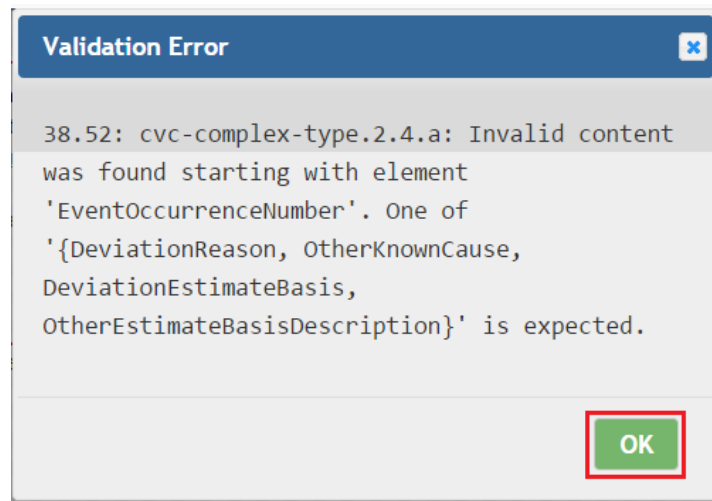 Validation Error
38.52: cvc-complex-type.2.4.a: Invalid content
was found starting with element
'EventOccurrenceNumber'. One of
'{DeviationReason, OtherKnownCause,
DeviationEstimateBasis,
OtherEstimateBasisDescription}' is expected.
OK